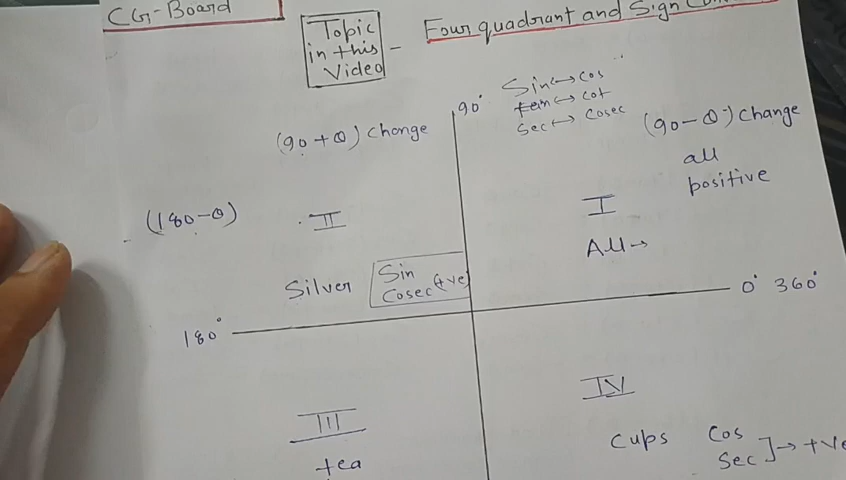 CG-Board
Topic in this Video - Four quadrant and Sign
90°
Sin ↔ Cos
tan ↔ cot
Sec ↔ Cosec
(90-θ) Change
all
positive
(90+θ) Change
(180-θ)
II
I
All →
Silver
Sin
Cosec (+ve)
180°
0° 360°
III
tea
IV
Cups
Cos
Sec ] → +ve